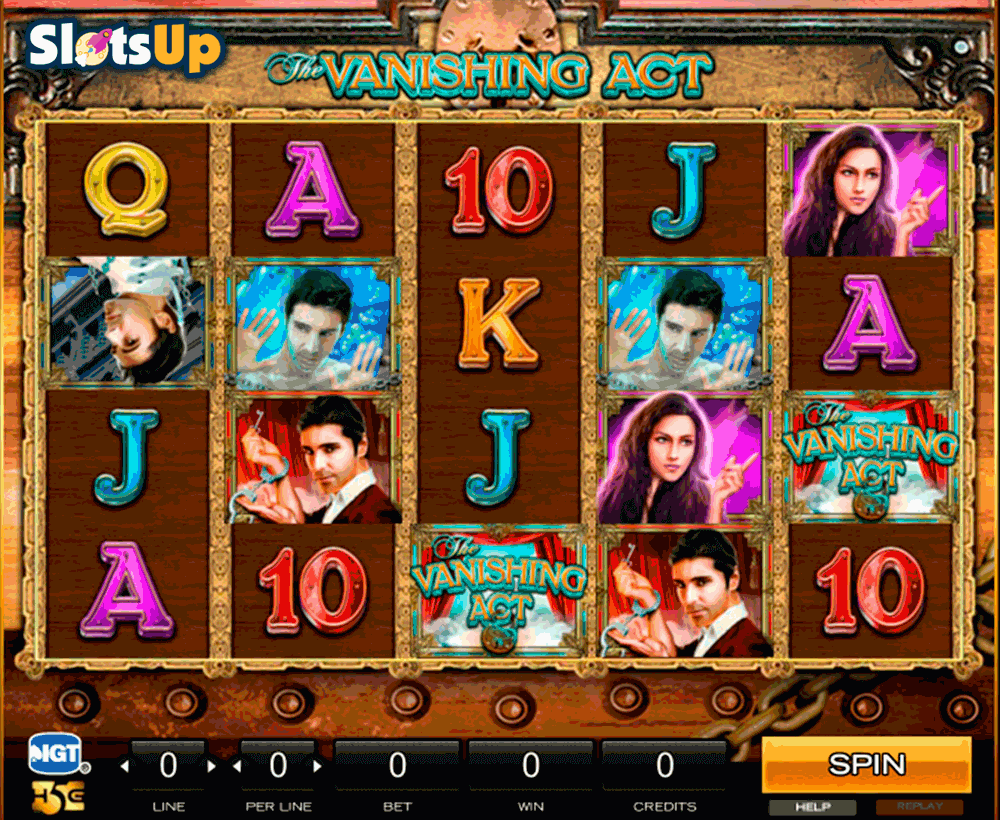 SlotsUp
The VANISHING ACT
Q A 10 J
K A
J J The VANISHING ACT
A 10 The VANISHING ACT 10
IGT
0 0 0 0 0 SPIN
LINE PER LINE BET WIN CREDITS HELP REPLAY